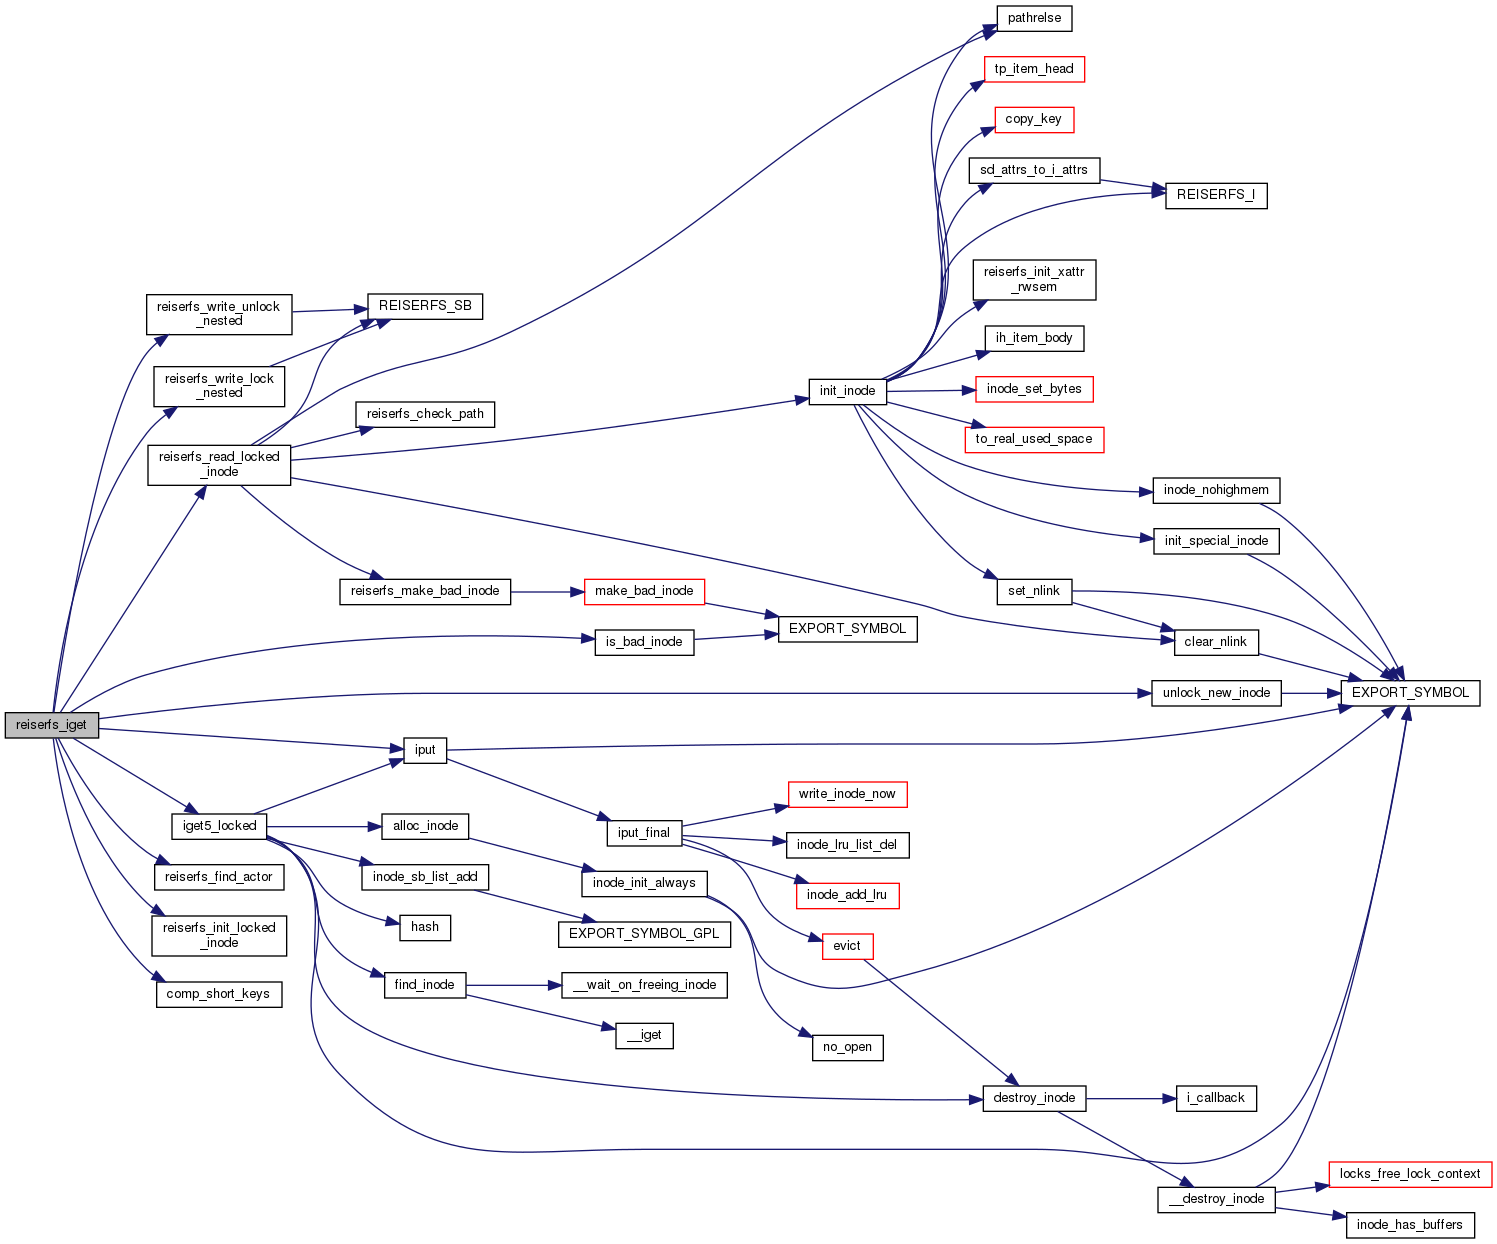 pathrelse
tp_item_head
copy_key
sd_attrs_to_i_attrs
REISERFS_I
reiserfs_init_xattr
_rwsem
reiserfs_write_unlock
_nested
REISERFS_SB
ih_item_body
reiserfs_write_lock
_nested
init_inode
inode_set_bytes
reiserfs_check_path
to_real_used_space
reiserfs_read_locked
_inode
inode_nohighmem
init_special_inode
reiserfs_make_bad_inode
make_bad_inode
set_nlink
EXPORT_SYMBOL
is_bad_inode
clear_nlink
unlock_new_inode
EXPORT_SYMBOL
reiserfs_iget
iput
write_inode_now
iget5_locked
alloc_inode
iput_final
inode_lru_list_del
reiserfs_find_actor
inode_sb_list_add
inode_init_always
inode_add_lru
reiserfs_init_locked
_inode
hash
EXPORT_SYMBOL_GPL
evict
comp_short_keys
find_inode
__wait_on_freeing_inode
__iget
no_open
destroy_inode
i_callback
locks_free_lock_context
__destroy_inode
inode_has_buffers